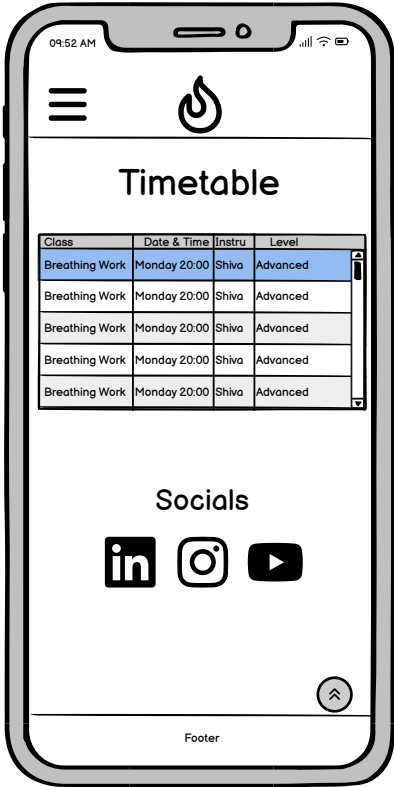 09:52 AM
Timetable
Class Date & Time Instru Level
Breathing Work Monday 20:00 Shiva Advanced
Breathing Work Monday 20:00 Shiva Advanced
Breathing Work Monday 20:00 Shiva Advanced
Breathing Work Monday 20:00 Shiva Advanced
Breathing Work Monday 20:00 Shiva Advanced
Socials
in
Footer